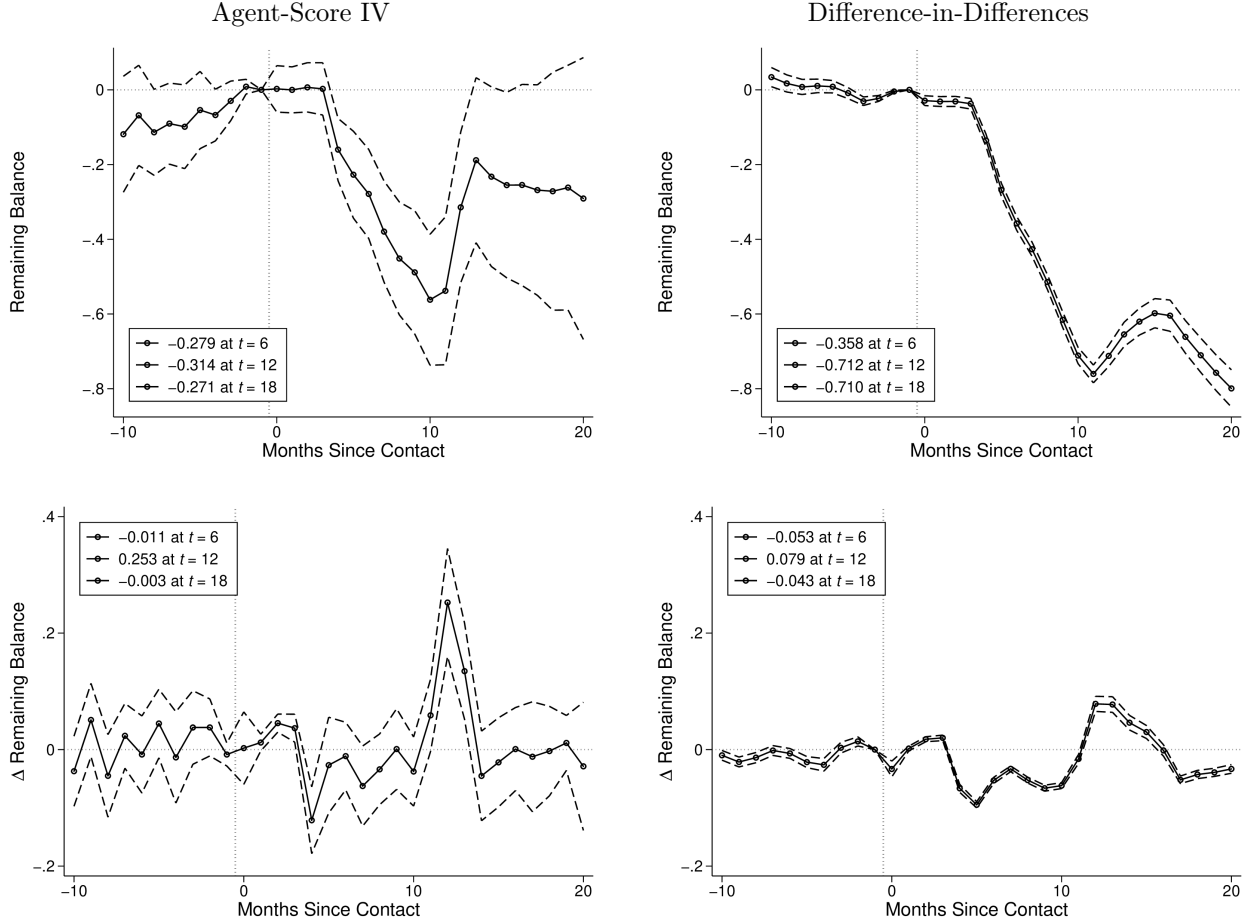 Agent-Score IV
Difference-in-Differences
Remaining Balance
0
−.2
−.4
−.6
−.8
−0.279 at t = 6
−0.314 at t = 12
−0.271 at t = 18
−10 0 10 20
Months Since Contact
Remaining Balance
0
−.2
−.4
−.6
−.8
−0.358 at t = 6
−0.712 at t = 12
−0.710 at t = 18
−10 0 10 20
Months Since Contact
Δ Remaining Balance
.4
.2
0
−.2
−0.011 at t = 6
0.253 at t = 12
−0.003 at t = 18
−10 0 10 20
Months Since Contact
Δ Remaining Balance
.4
.2
0
−.2
−0.053 at t = 6
0.079 at t = 12
−0.043 at t = 18
−10 0 10 20
Months Since Contact